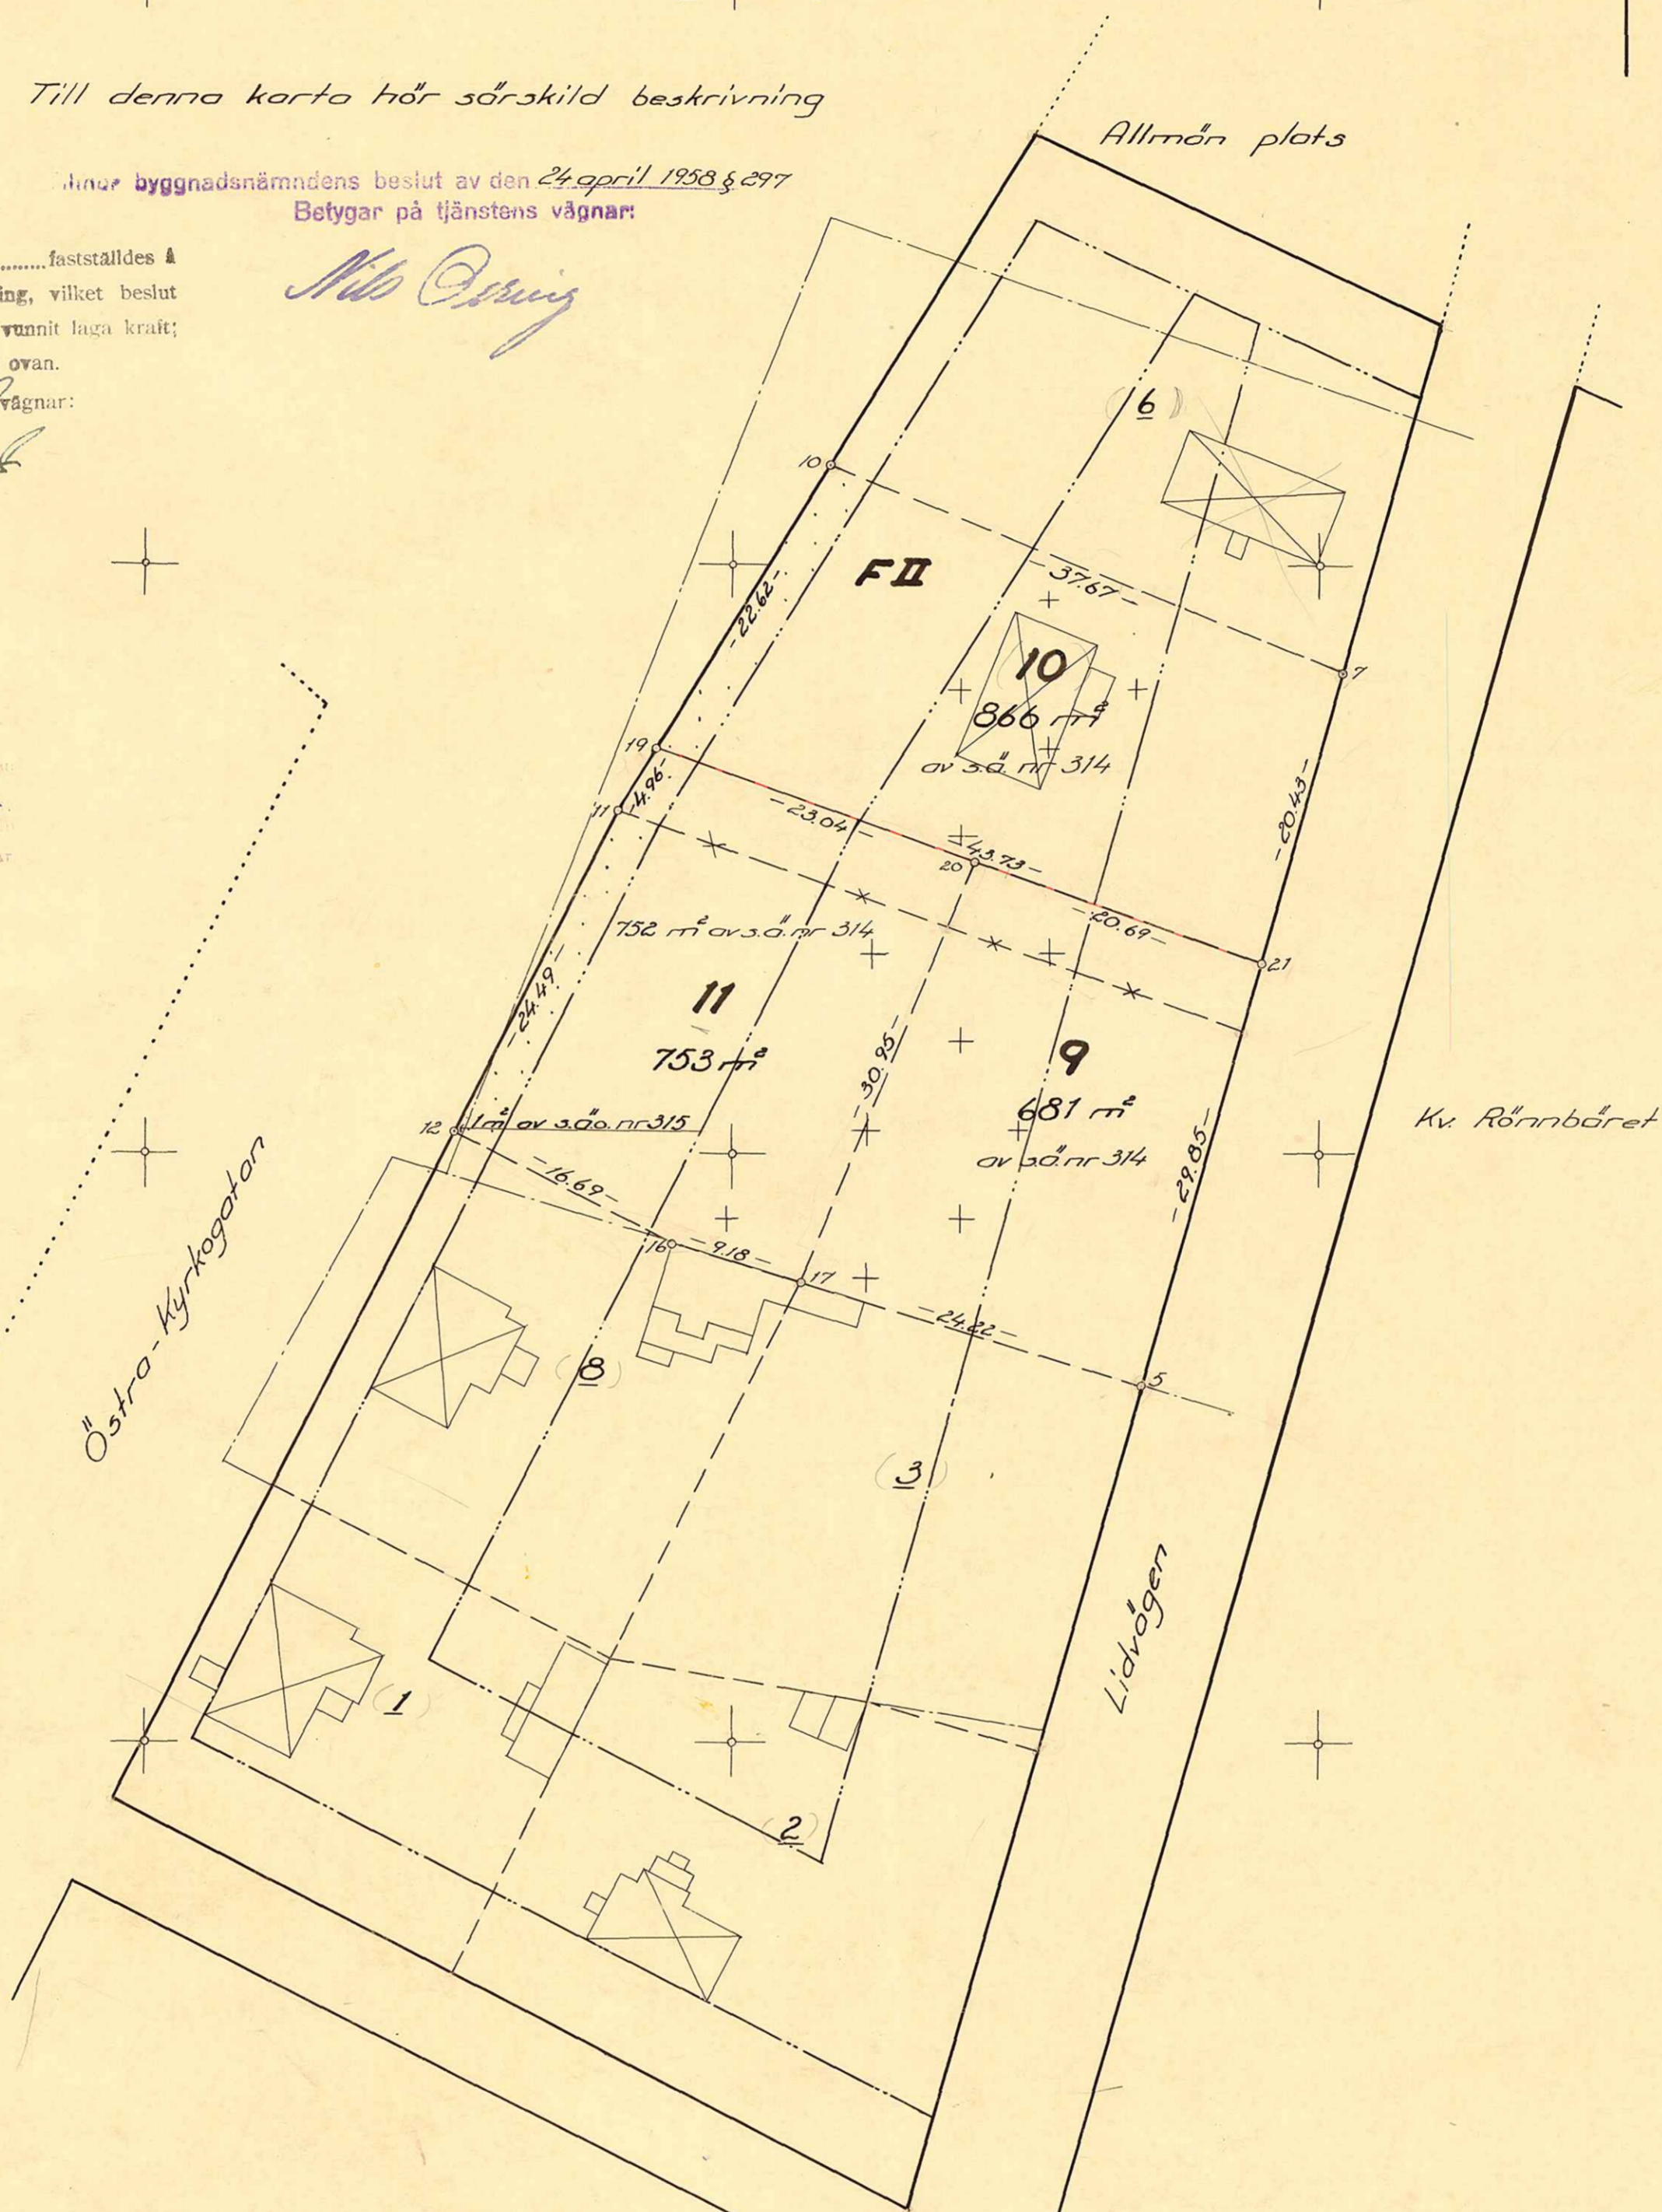 Till denna karta hör särskild beskrivning
Allmän plats
byggnadsnämndens beslut av den 24 april 1958 § 297
Betygar på tjänstens vägnar:
fastställdes å
ing, vilket beslut
vunnit laga kraft;
ovan.
vägnar:
Nils
(6)
10
F II
-37.67-
-22.62-
7
10
866 m²
av s.ä. nr 314
19
-4.96-
11
-23.04-
43.73-
20
-20.43-
-20.69-
21
752 m² av s.ä. nr 314
-24.49-
11
753 m²
-30.95-
9
681 m²
av s.ä. nr 314
-29.85-
Kv. Rönnbäret
12
1 m² av s.äo. nr 315
-16.69-
16
-9.18-
17
-24.22-
5
Östra-Kyrkogatan
(8)
(3)
Lidvägen
(1)
(2)